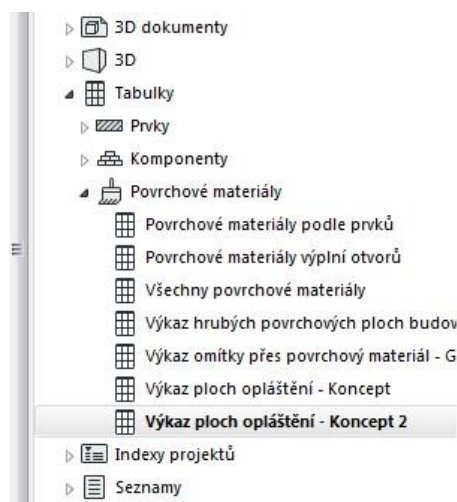 3D dokumenty
3D
Tabulky
Prvky
Komponenty
Povrchové materiály
Povrchové materiály podle prvků
Povrchové materiály výplní otvorů
Všechny povrchové materiály
Výkaz hrubých povrchových ploch budov
Výkaz omítky přes povrchový materiál - G
Výkaz ploch opláštění - Koncept
Výkaz ploch opláštění - Koncept 2
Indexy projektů
Seznamy